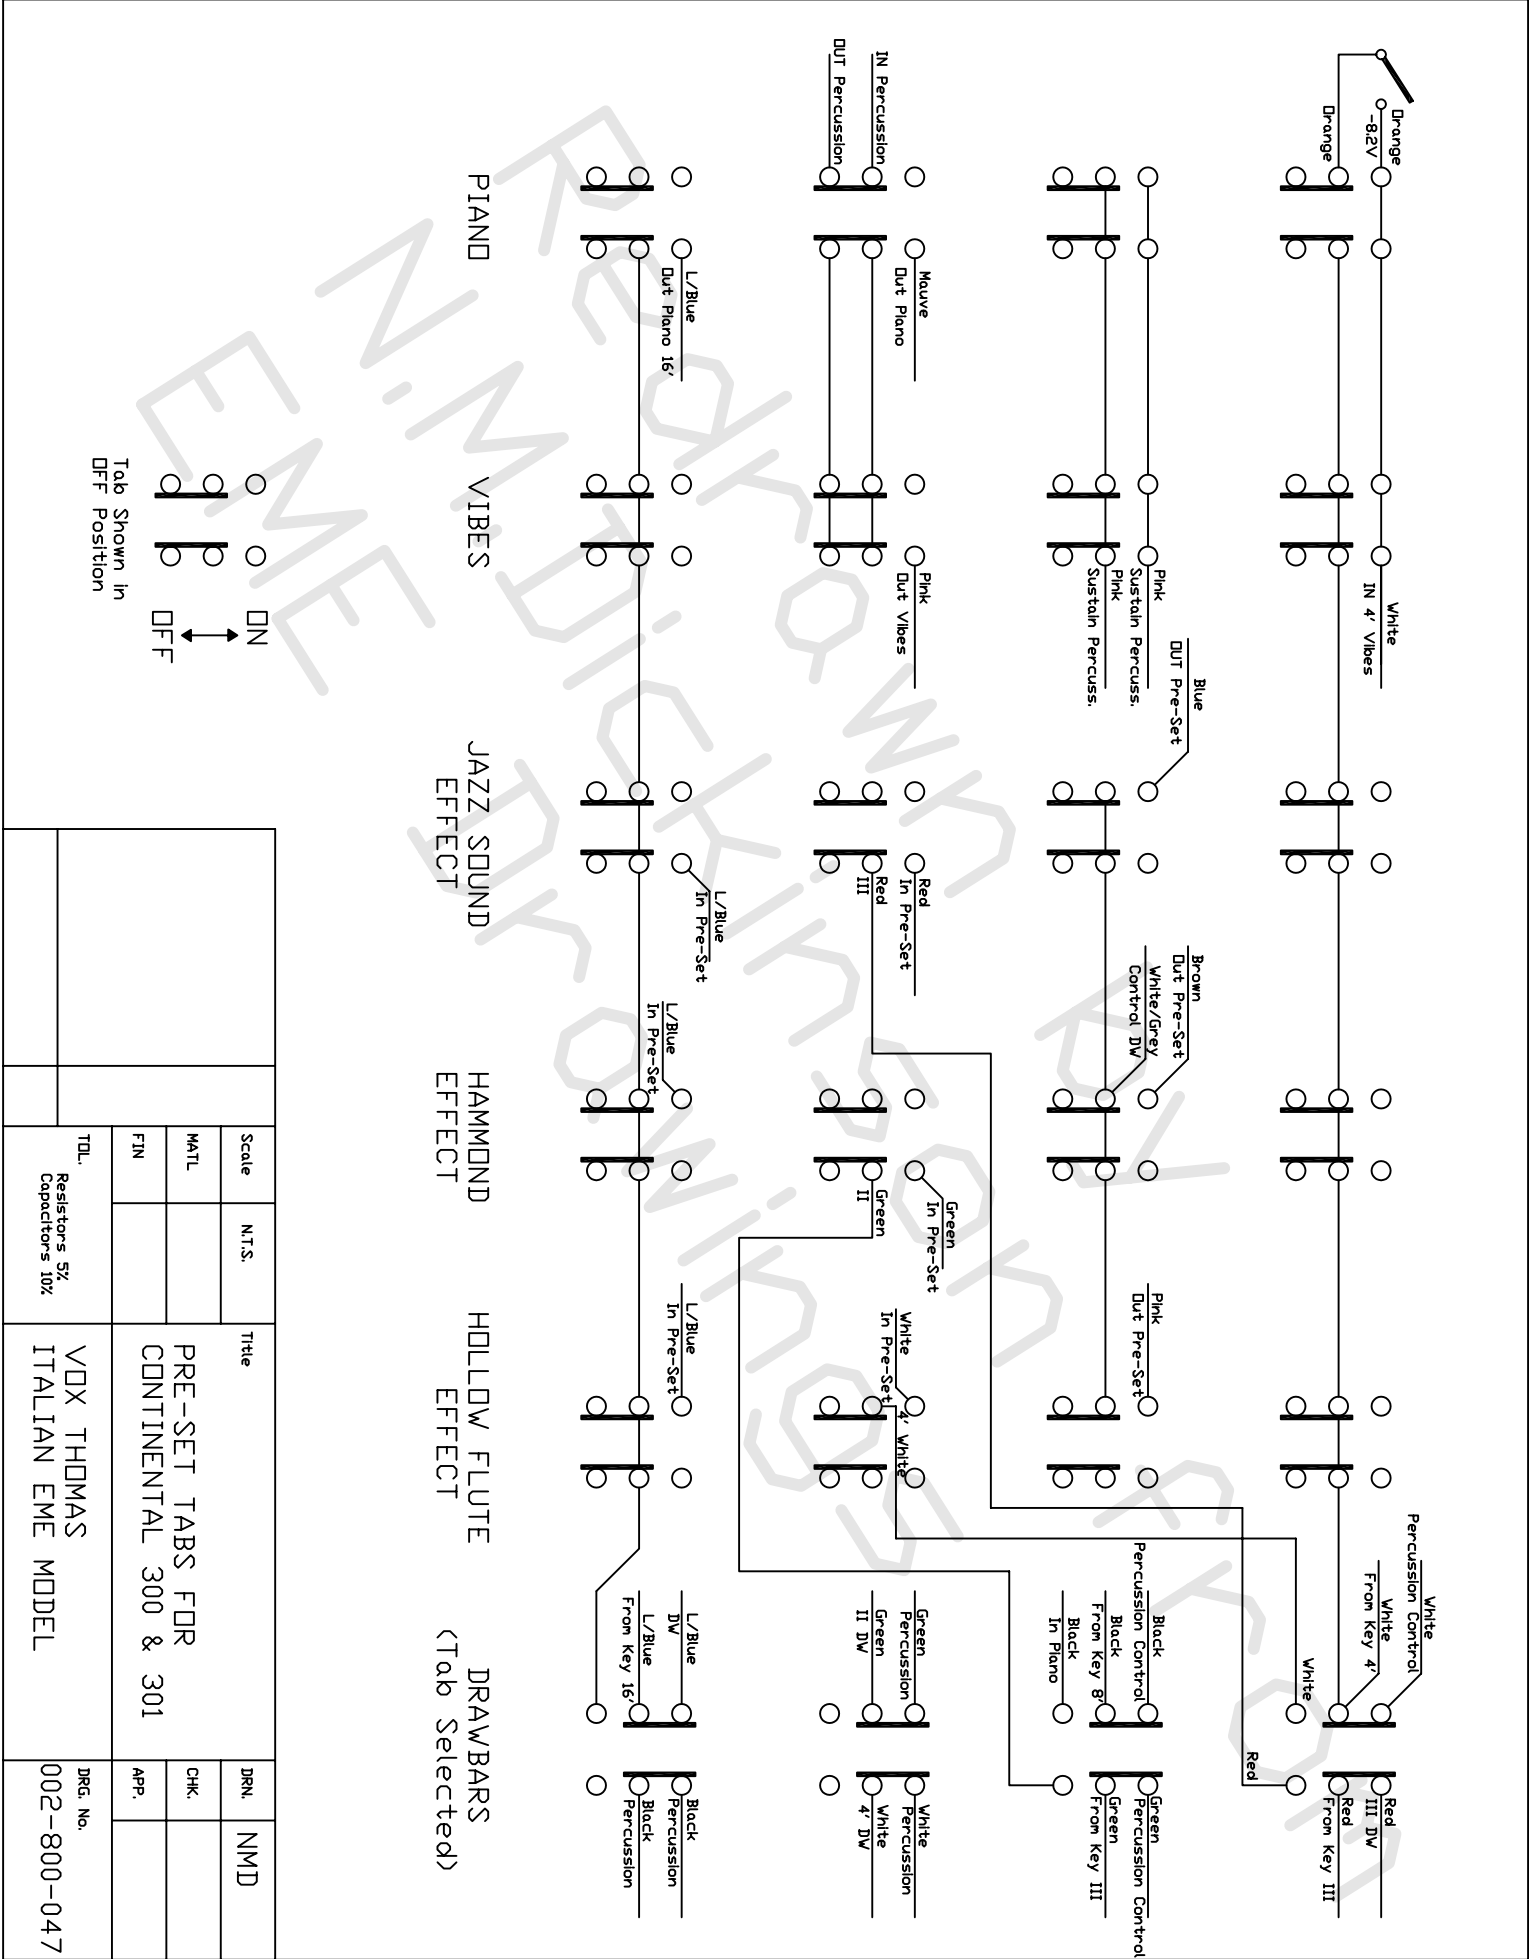 Orange
-8.2V
Orange
White
IN 4' Vibes
White
Percussion Control
White
From Key 4'
White
Red
Red
III DW
Red
From Key III
Pink
Sustain Percuss.
Pink
Sustain Percuss.
Blue
OUT Pre-Set
Brown
Out Pre-Set
White/Grey
Control DW
Pink
Out Pre-Set
Black
Percussion Control
Black
From Key 8'
Black
In Piano
Green
Percussion Control
Green
From Key III
IN Percussion
OUT Percussion
Mauve
Out Piano
Pink
Out Vibes
Red
In Pre-Set
Red
III
Green
In Pre-Set
Green
II
White
In Pre-Set
4' White
Green
Percussion
Green
II DW
White
Percussion
White
4' DW
L/Blue
Out Piano 16'
L/Blue
In Pre-Set
L/Blue
In Pre-Set
L/Blue
In Pre-Set
L/Blue
DW
L/Blue
From Key 16'
Black
Percussion
Black
Percussion
PIANO
VIBES
JAZZ SOUND
EFFECT
HAMMOND
EFFECT
HOLLOW FLUTE
EFFECT
DRAWBARS
(Tab Selected)
Tab Shown in
OFF Position
ON
OFF
Redrawn by
N.M.Dickinson from
EME Drawings
Scale
N.T.S.
MATL
FIN
TOL.
Resistors 5%
Capacitors 10%
Title
PRE-SET TABS FOR
CONTINENTAL 300 & 301
VOX THOMAS
ITALIAN EME MODEL
DRN.
NMD
CHK.
APP.
DRG. No.
002-800-047